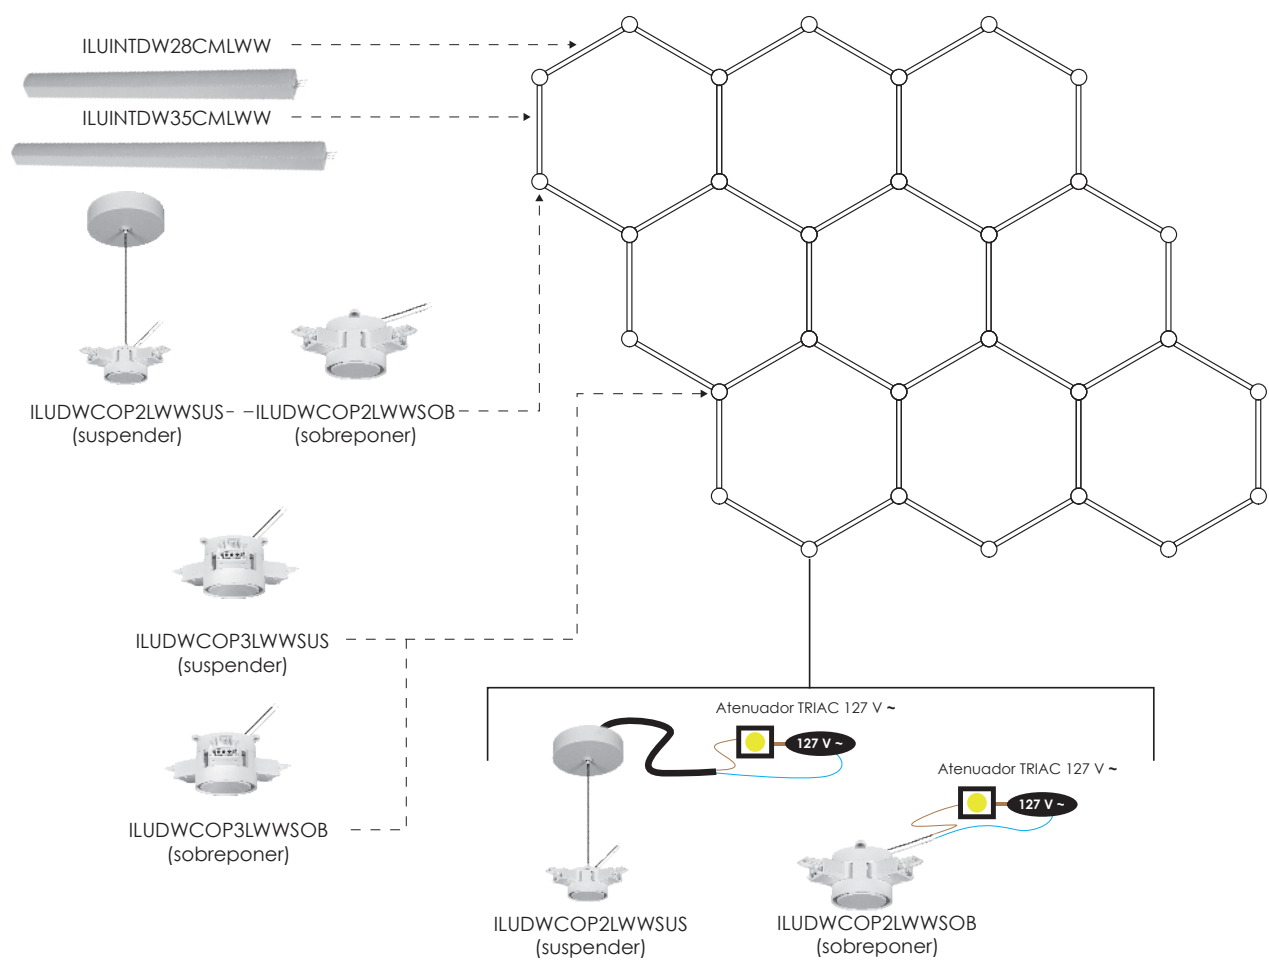 ILUINTDW28CMLWW
ILUINTDW35CMLWW
ILUDWCOP2LWWSUS
(suspender)
ILUDWCOP2LWWSOB
(sobreponer)
ILUDWCOP3LWWSUS
(suspender)
ILUDWCOP3LWWSOB
(sobreponer)
Atenuador TRIAC 127 V ~
127 V ~
Atenuador TRIAC 127 V ~
127 V ~
ILUDWCOP2LWWSUS
(suspender)
ILUDWCOP2LWWSOB
(sobreponer)